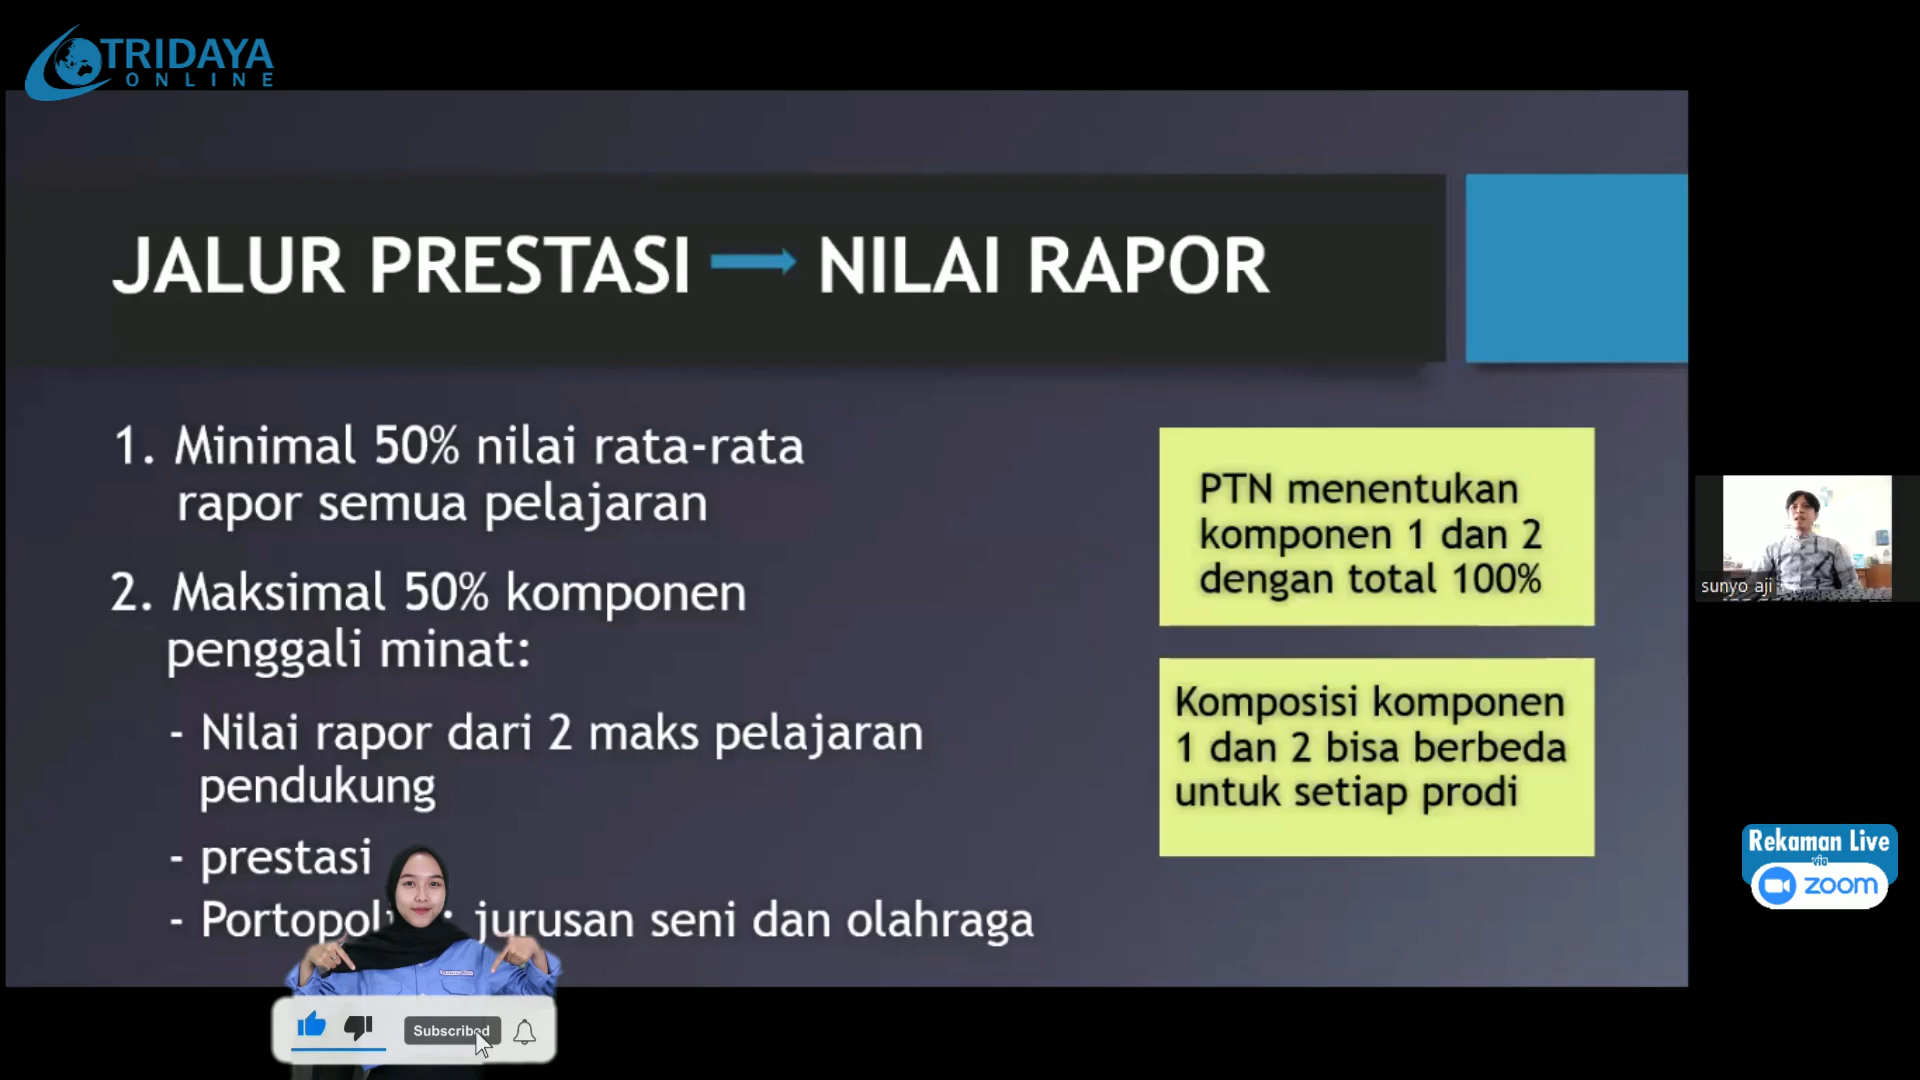 TRIDAYA
ONLINE
JALUR PRESTASI → NILAI RAPOR
1. Minimal 50% nilai rata-rata
rapor semua pelajaran
2. Maksimal 50% komponen
penggali minat:
- Nilai rapor dari 2 maks pelajaran
pendukung
- prestasi
- : jurusan seni dan olahraga
PTN menentukan
komponen 1 dan 2
dengan total 100%
Komposisi komponen
1 dan 2 bisa berbeda
untuk setiap prodi
sunyo aji
Rekaman Live
via
zoom
Subscribed